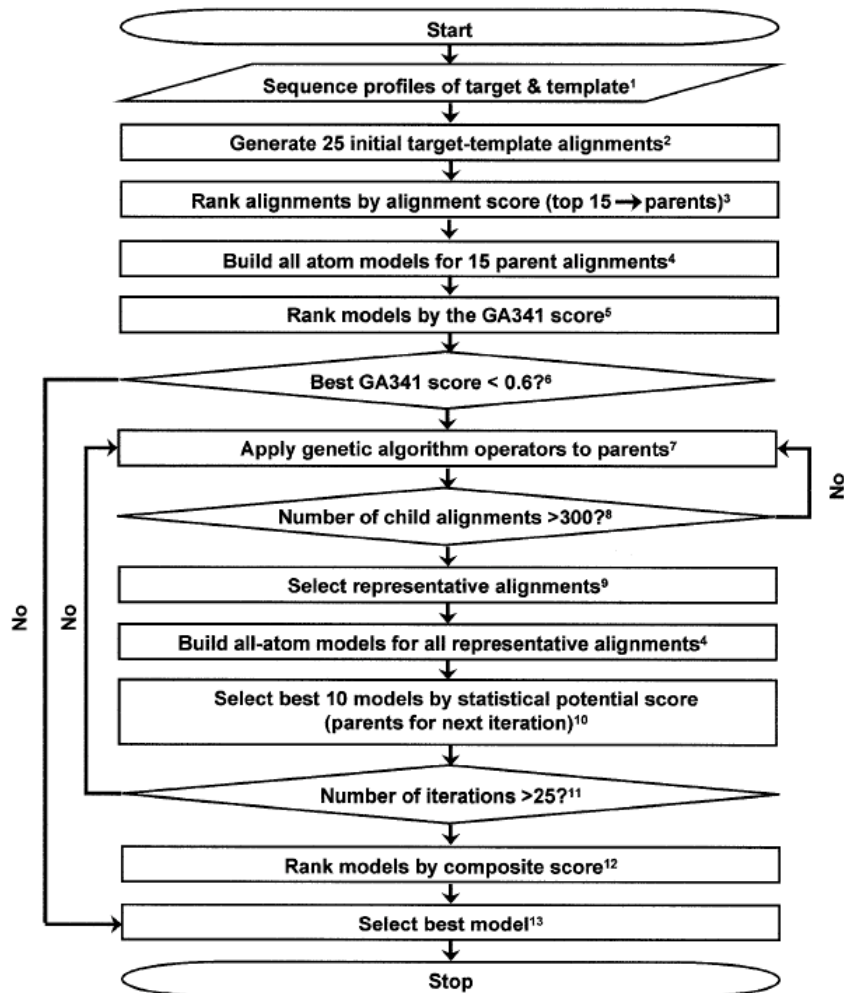 Start
Sequence profiles of target & template¹
Generate 25 initial target-template alignments²
Rank alignments by alignment score (top 15 → parents)³
Build all atom models for 15 parent alignments⁴
Rank models by the GA341 score⁵
Best GA341 score < 0.6?⁶
Apply genetic algorithm operators to parents⁷
No
Number of child alignments >300?⁸
Select representative alignments⁹
No
No
Build all-atom models for all representative alignments⁴
Select best 10 models by statistical potential score
(parents for next iteration)¹⁰
Number of iterations >25?¹¹
Rank models by composite score¹²
Select best model¹³
Stop